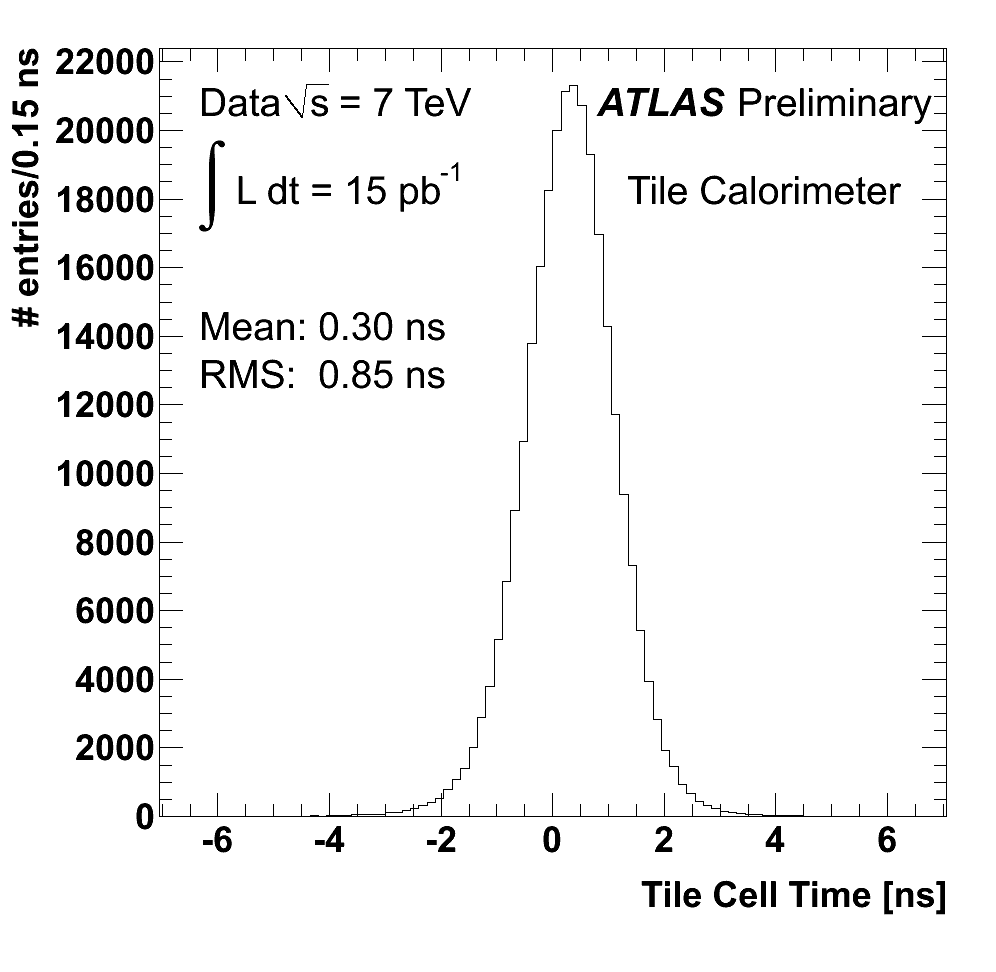 # entries/0.15 ns
22000
20000
18000
16000
14000
12000
10000
8000
6000
4000
2000
0
Data √s = 7 TeV
∫ L dt = 15 pb⁻¹
Mean: 0.30 ns
RMS: 0.85 ns
ATLAS Preliminary
Tile Calorimeter
-6 -4 -2 0 2 4 6
Tile Cell Time [ns]